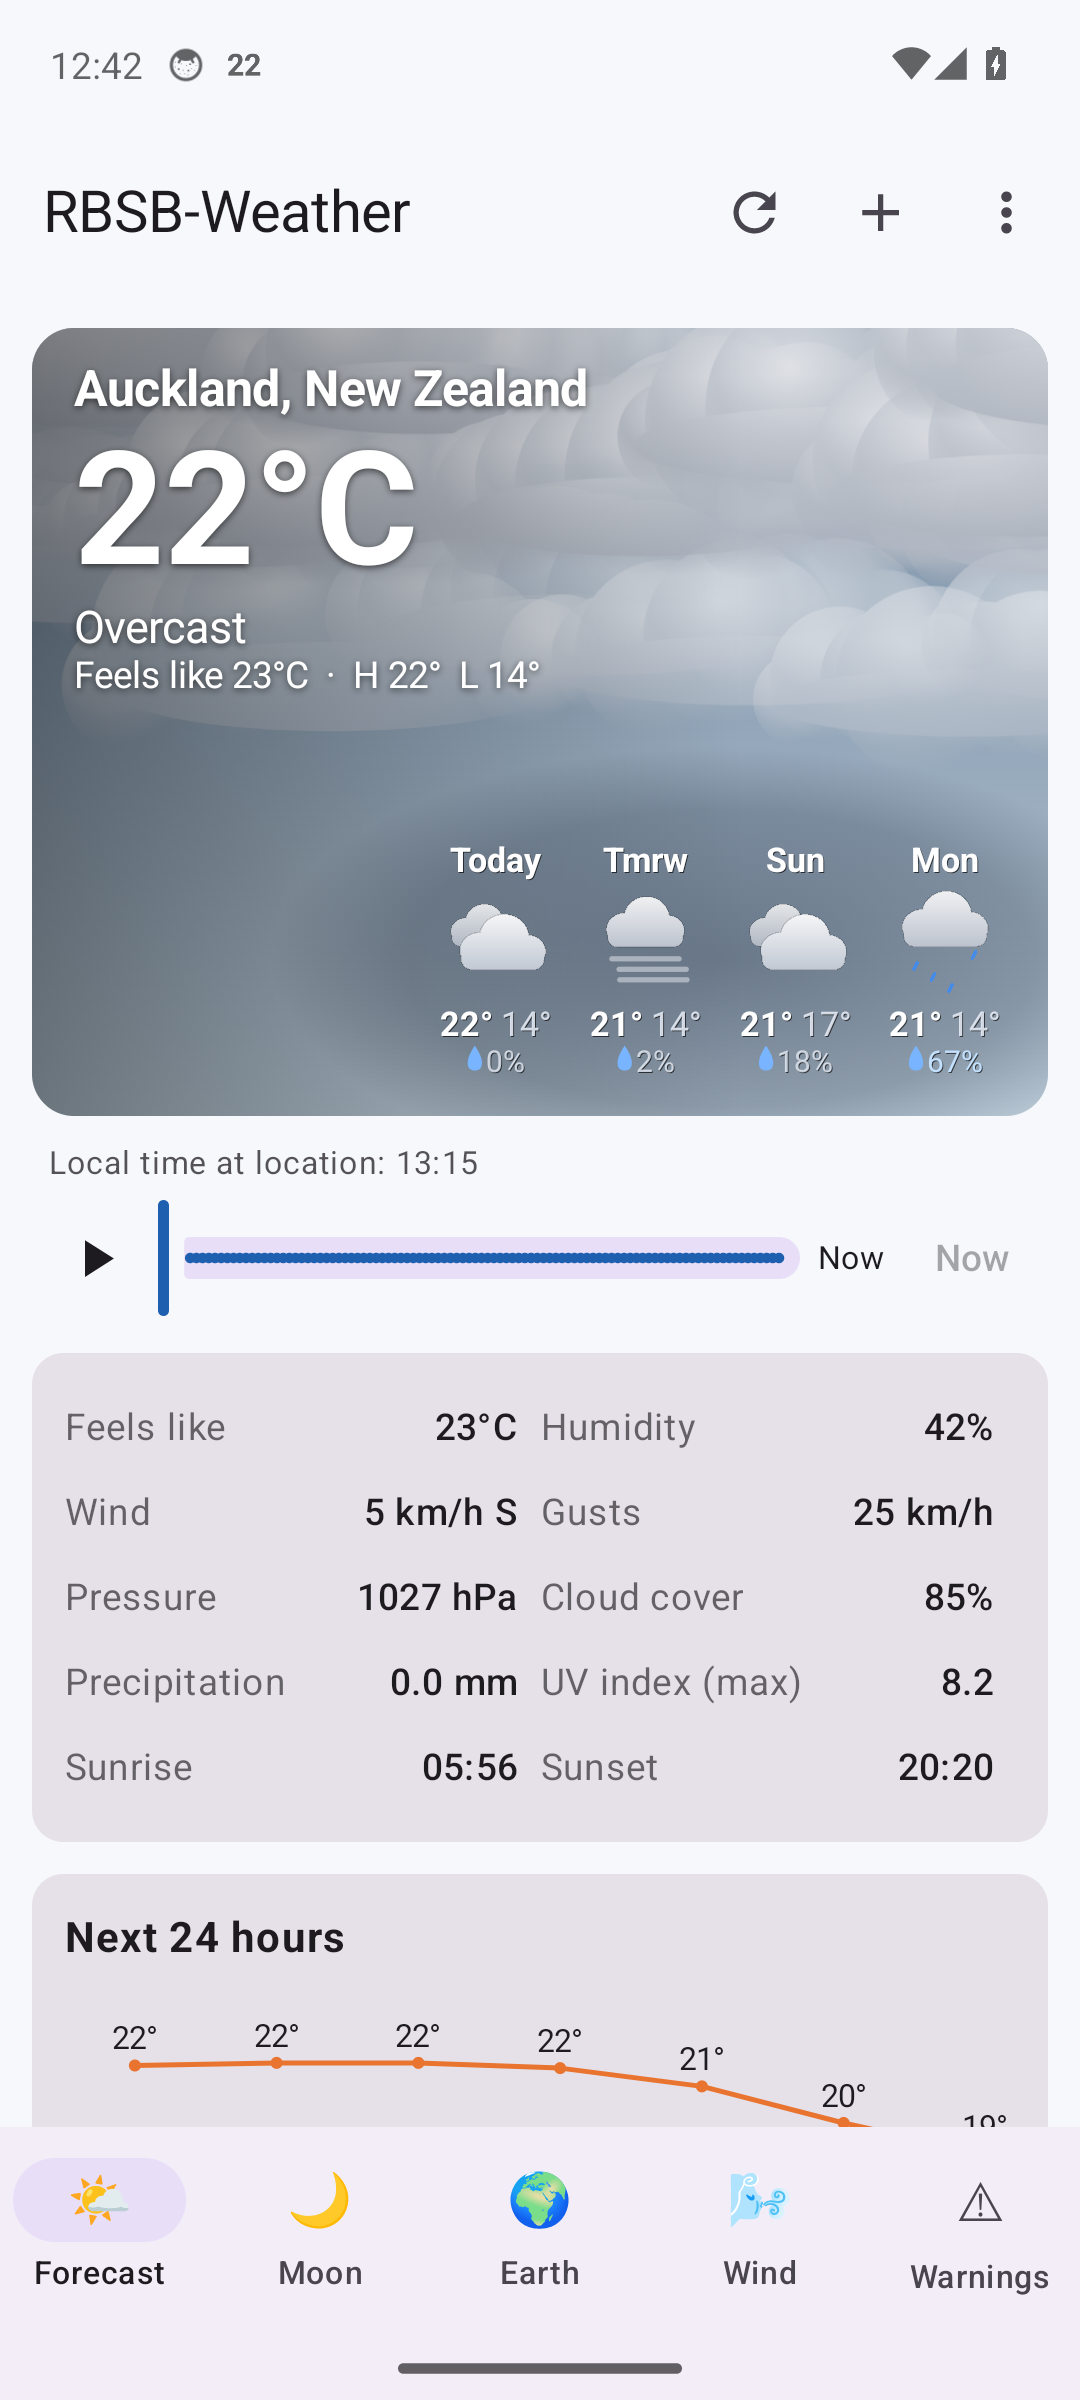 12:42 22
RBSB-Weather
Auckland, New Zealand
22°C
Overcast
Feels like 23°C · H 22° L 14°
Today Tmrw Sun Mon
22° 14° 21° 14° 21° 17° 21° 14°
0% 2% 18% 67%
Local time at location: 13:15
Now Now
Feels like 23°C Humidity 42%
Wind 5 km/h S Gusts 25 km/h
Pressure 1027 hPa Cloud cover 85%
Precipitation 0.0 mm UV index (max) 8.2
Sunrise 05:56 Sunset 20:20
Next 24 hours
22° 22° 22° 22° 21° 20° 19°
Forecast Moon Earth Wind Warnings